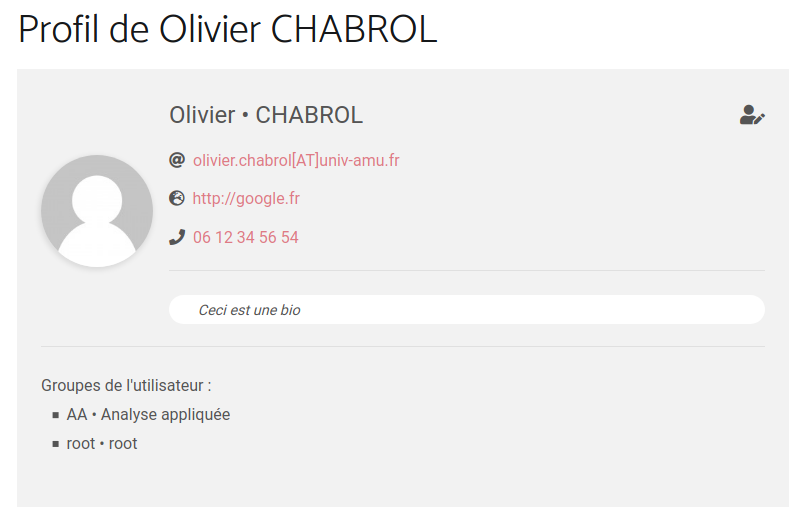 Profil de Olivier CHABROL
Olivier • CHABROL
olivier.chabrol[AT]univ-amu.fr
http://google.fr
06 12 34 56 54
Ceci est une bio
Groupes de l'utilisateur :
▪ AA • Analyse appliquée
▪ root • root